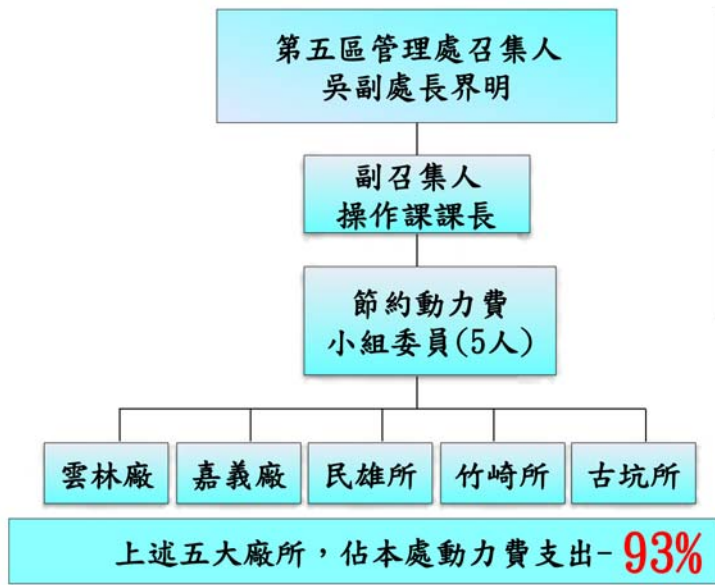 第五區管理處召集人
吳副處長界明
副召集人
操作課課長
節約動力費
小組委員(5人)
雲林廠
嘉義廠
民雄所
竹崎所
古坑所
上述五大廠所，佔本處動力費支出-93%